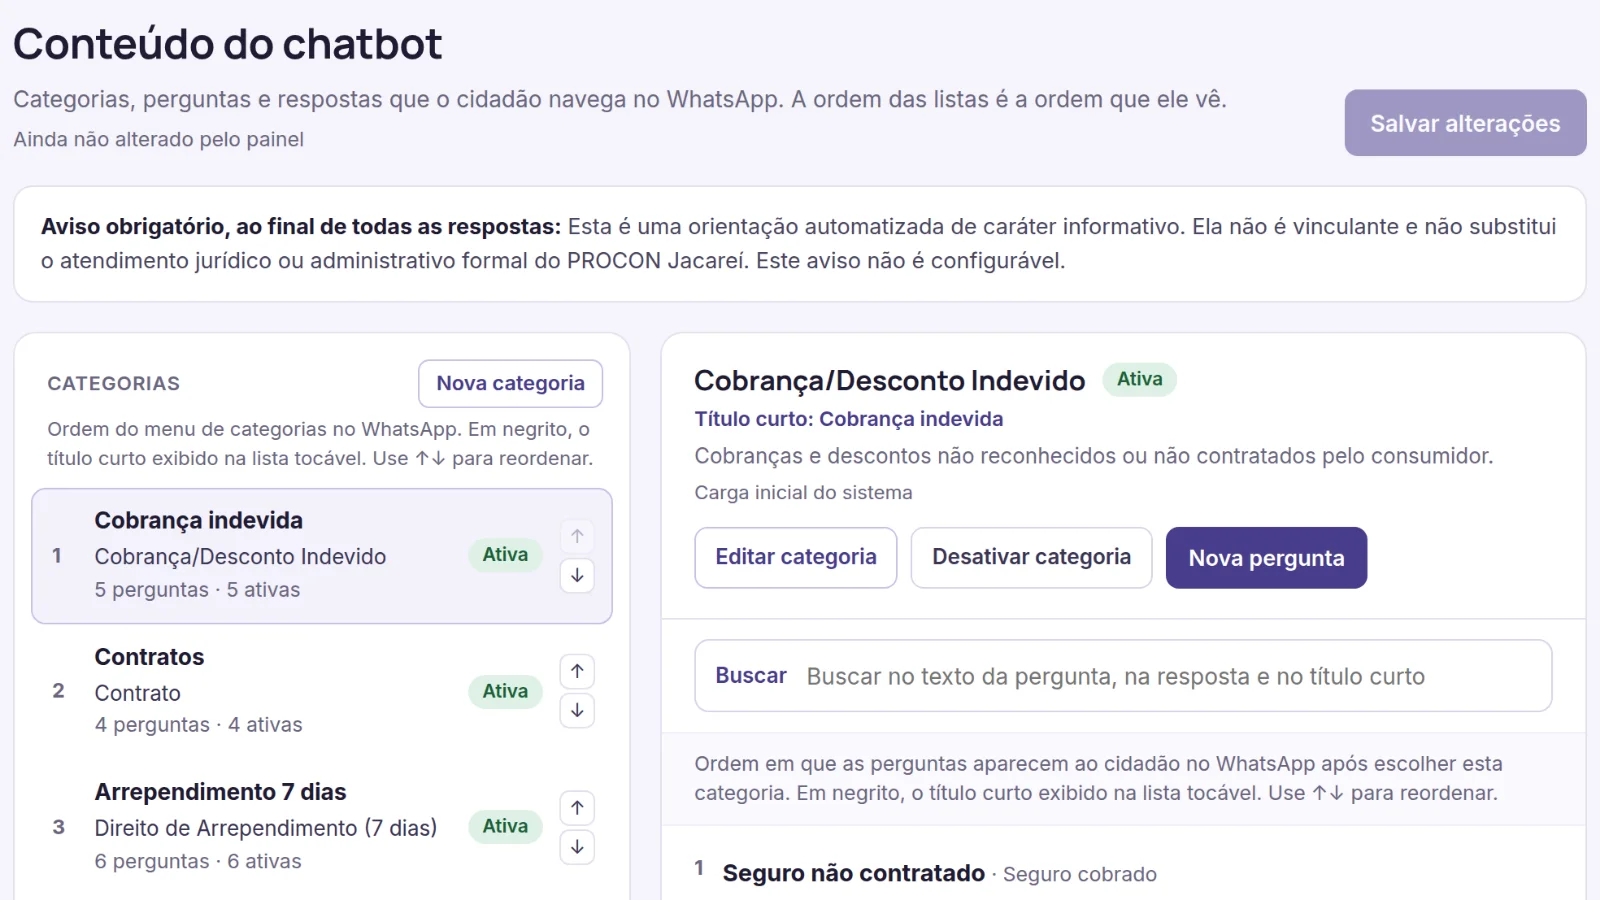 Conteúdo do chatbot
Categorias, perguntas e respostas que o cidadão navega no WhatsApp. A ordem das listas é a ordem que ele vê.
Ainda não alterado pelo painel
Salvar alterações
Aviso obrigatório, ao final de todas as respostas: Esta é uma orientação automatizada de caráter informativo. Ela não é vinculante e não substitui
o atendimento jurídico ou administrativo formal do PROCON Jacareí. Este aviso não é configurável.
CATEGORIAS
Nova categoria
Ordem do menu de categorias no WhatsApp. Em negrito, o
título curto exibido na lista tocável. Use ↑↓ para reordenar.
1
Cobrança indevida
Cobrança/Desconto Indevido
5 perguntas · 5 ativas
Ativa
↑
↓
2
Contratos
Contrato
4 perguntas · 4 ativas
Ativa
↑
↓
3
Arrependimento 7 dias
Direito de Arrependimento (7 dias)
6 perguntas · 6 ativas
Ativa
↑
↓
Cobrança/Desconto Indevido Ativa
Título curto: Cobrança indevida
Cobranças e descontos não reconhecidos ou não contratados pelo consumidor.
Carga inicial do sistema
Editar categoria
Desativar categoria
Nova pergunta
Buscar Buscar no texto da pergunta, na resposta e no título curto
Ordem em que as perguntas aparecem ao cidadão no WhatsApp após escolher esta
categoria. Em negrito, o título curto exibido na lista tocável. Use ↑↓ para reordenar.
1 Seguro não contratado · Seguro cobrado